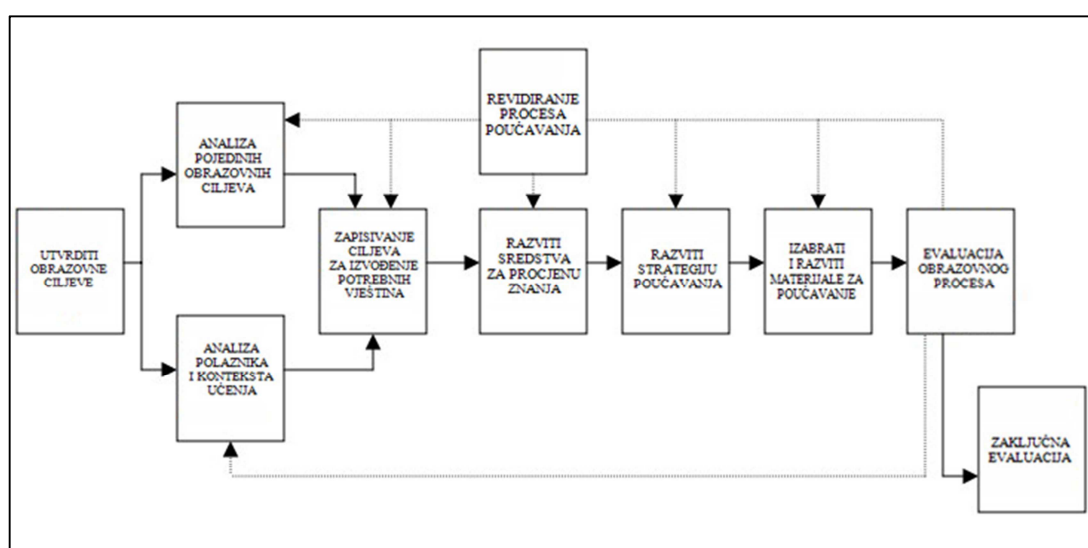 REVIDIRANJE
PROCESA
POUČAVANJA
ANALIZA
POJEDINIH
OBRAZOVNIH
CILJEVA
UTVRDITI
OBRAZOVNE
CILJEVE
ZAPISIVANJE
CILJEVA
ZA IZVOĐENJE
POTREBNIH
VJEŠTINA
RAZVITI
SREDSTVA
ZA PROCJENU
ZNANJA
RAZVITI
STRATEGIJU
POUČAVANJA
IZABRATI
I RAZVITI
MATERIJALE ZA
POUČAVANJE
EVALUACIJA
OBRAZOVNOG
PROCESA
ANALIZA
POLAZNIKA
I KONTEKSTA
UČENJA
ZAKLJUČNA
EVALUACIJA